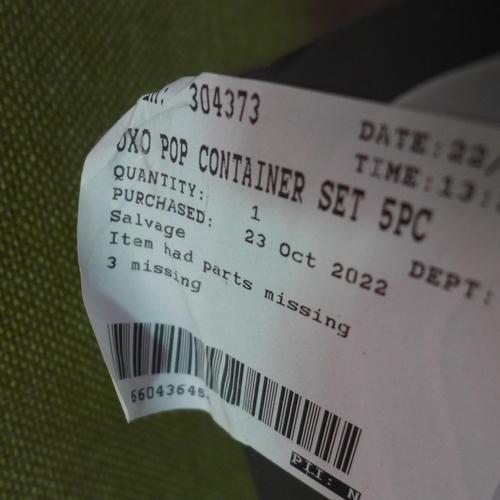 304373
DATE:22/
OXO POP CONTAINER SET 5PC
TIME:13:
QUANTITY: 1
PURCHASED: 23 Oct 2022
DEPT:
Salvage
Item had parts missing
3 missing
66043645
PII: N